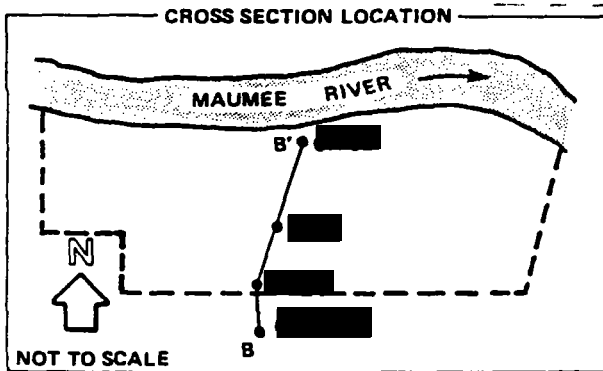 CROSS SECTION LOCATION
MAUMEE RIVER
B'
N
NOT TO SCALE
B